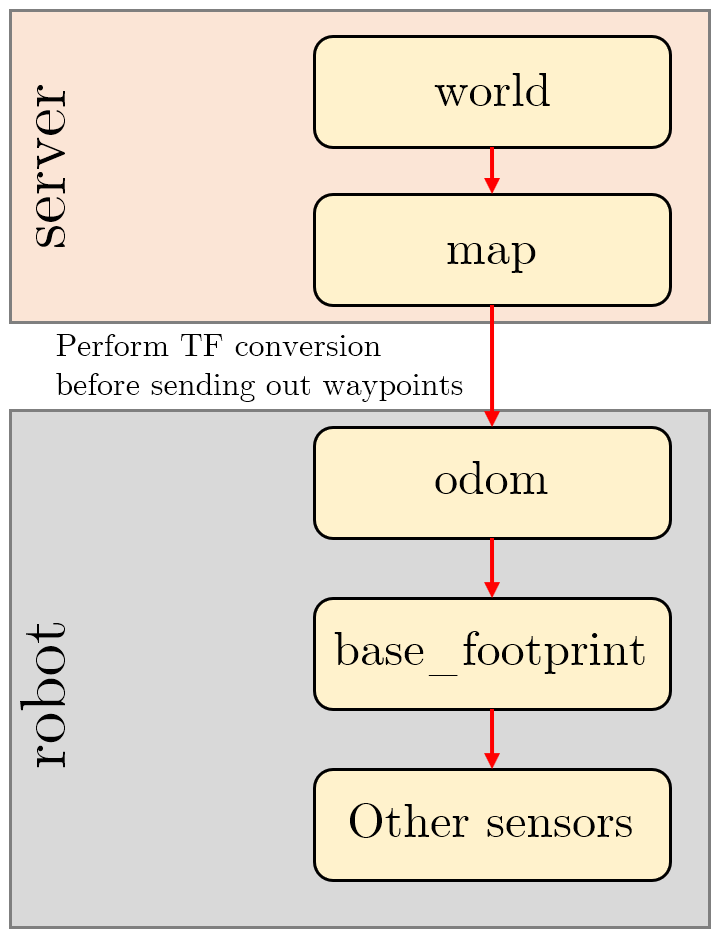 server
world
map
Perform TF conversion
before sending out waypoints
robot
odom
base_footprint
Other sensors